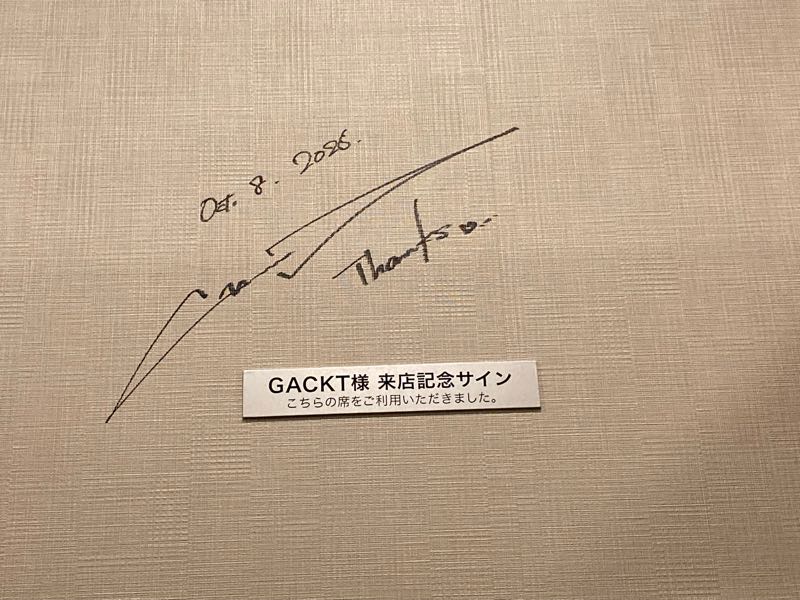 Oct. 8. 2025.
Thanks
GACKT様 来店記念サイン
こちらの席をご利用いただきました。